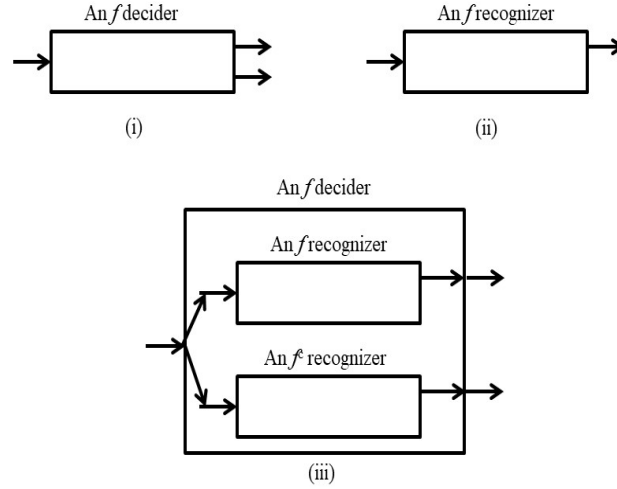 An f decider
An f recognizer
(i)
(ii)
An f decider
An f recognizer
An fᶜ recognizer
(iii)